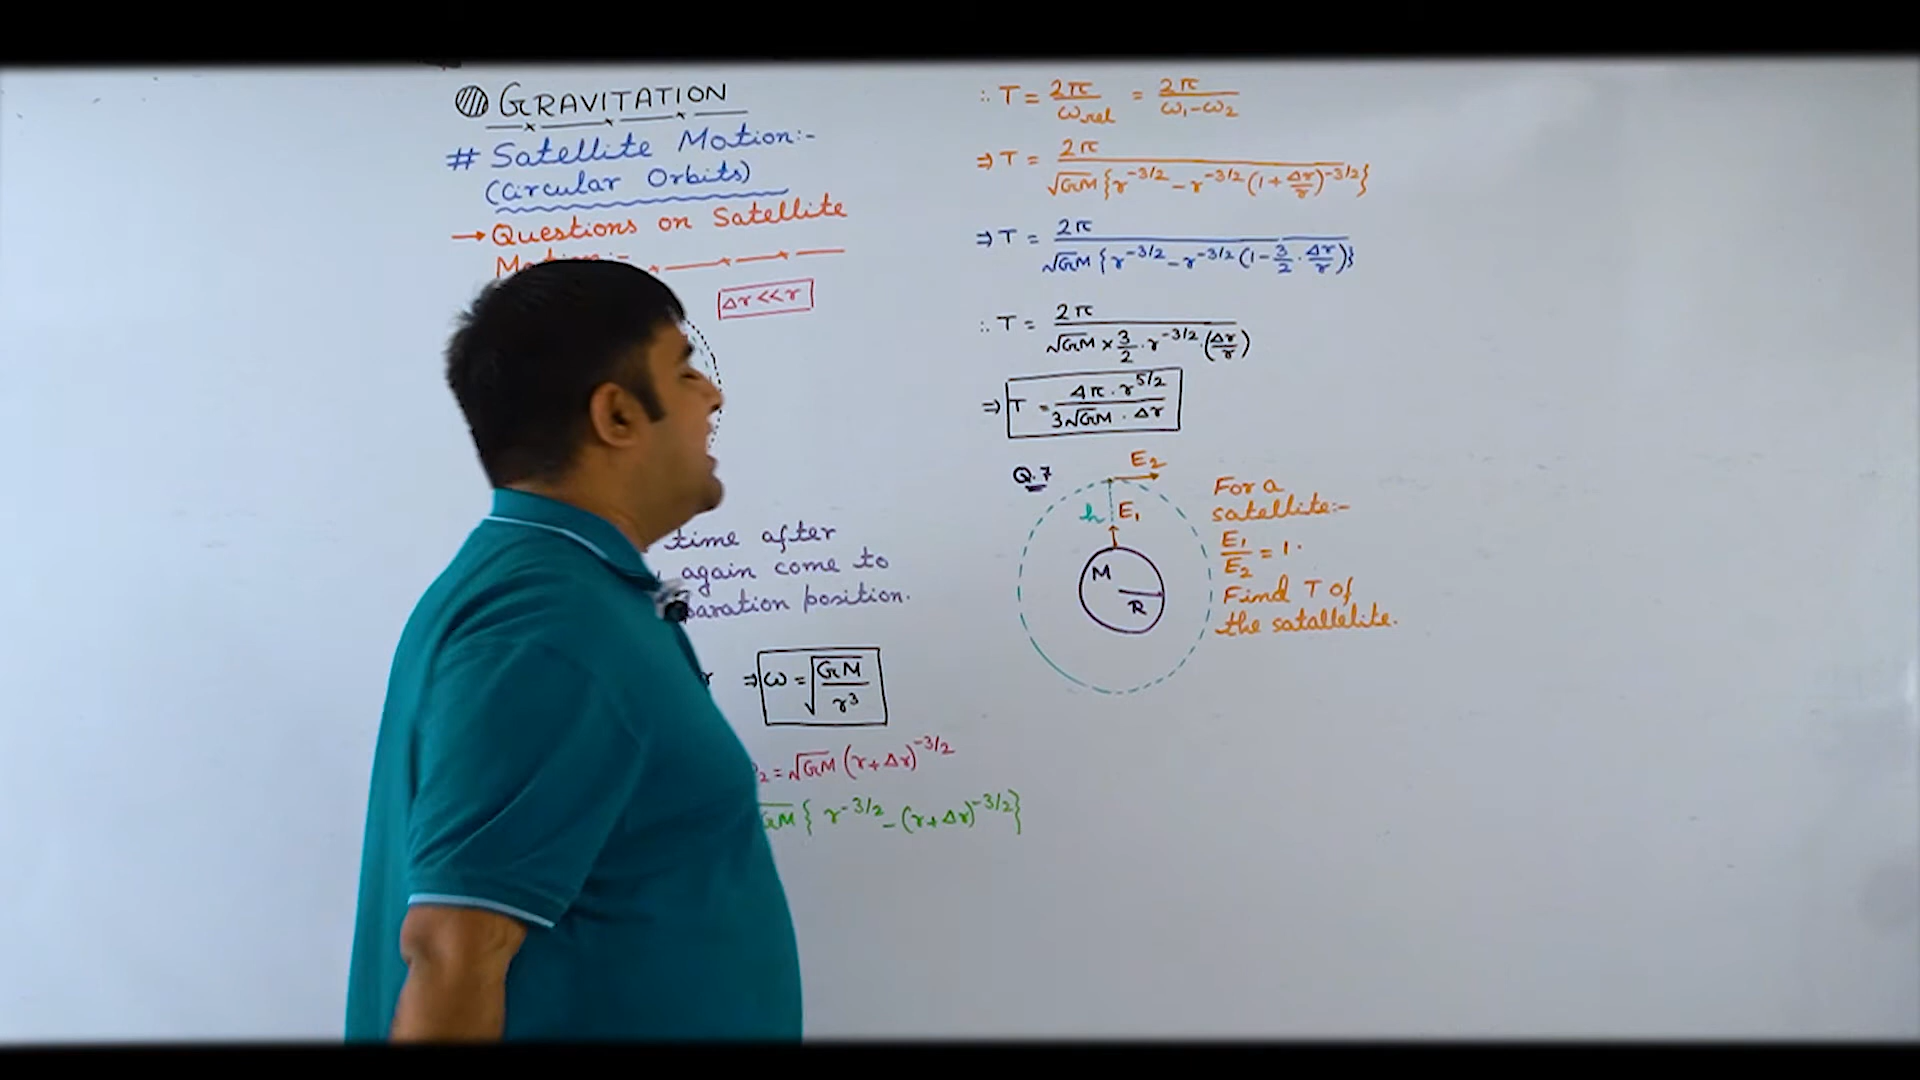 GRAVITATION
# Satellite Motion:-
(Circular Orbits)
→ Questions on Satellite
Δr<<r
time after
again come to
paration position.
⇒ ω = √(GM/r³)
2 = √GM (r+Δr)^-3/2
GM { r^-3/2 - (r+Δr)^-3/2}
∴ T = 2π/ω_rel = 2π/(ω₁-ω₂)
⇒ T = 2π/(√GM {r^-3/2 - r^-3/2 (1+Δr/r)^-3/2})
⇒ T = 2π/(√GM {r^-3/2 - r^-3/2 (1-3/2·Δr/r)})
∴ T = 2π/(√GM × 3/2 · r^-3/2 · (Δr/r))
⇒ T = 4π·r^5/2/(3√GM · Δr)
Q.7
E₂
h E₁
M
R
For a
satellite:-
E₁/E₂ = 1.
Find T of
the satallelite.